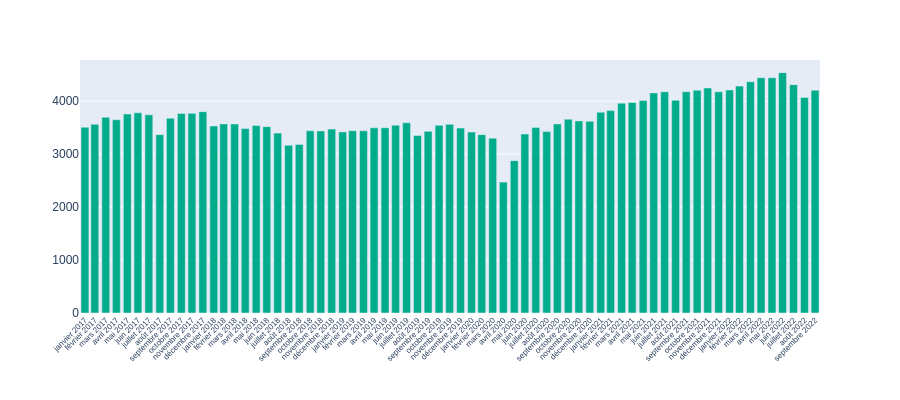 4000
3000
2000
1000
0
janvier 2017
février 2017
mars 2017
avril 2017
mai 2017
juin 2017
juillet 2017
août 2017
septembre 2017
octobre 2017
novembre 2017
décembre 2017
janvier 2018
février 2018
mars 2018
avril 2018
mai 2018
juin 2018
juillet 2018
août 2018
septembre 2018
octobre 2018
novembre 2018
décembre 2018
janvier 2019
février 2019
mars 2019
avril 2019
mai 2019
juin 2019
juillet 2019
août 2019
septembre 2019
octobre 2019
novembre 2019
décembre 2019
janvier 2020
février 2020
mars 2020
avril 2020
mai 2020
juin 2020
juillet 2020
août 2020
septembre 2020
octobre 2020
novembre 2020
décembre 2020
janvier 2021
février 2021
mars 2021
avril 2021
mai 2021
juin 2021
juillet 2021
août 2021
septembre 2021
octobre 2021
novembre 2021
décembre 2021
janvier 2022
février 2022
mars 2022
avril 2022
mai 2022
juin 2022
juillet 2022
août 2022
septembre 2022